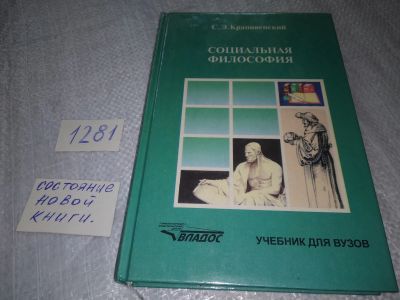 С. Э. Крапивенский
СОЦИАЛЬНАЯ
ФИЛОСОФИЯ
1281
СОСТОЯНИЕ
НОВОЙ
КНИГИ.
ВЛАДОС
УЧЕБНИК ДЛЯ ВУЗОВ